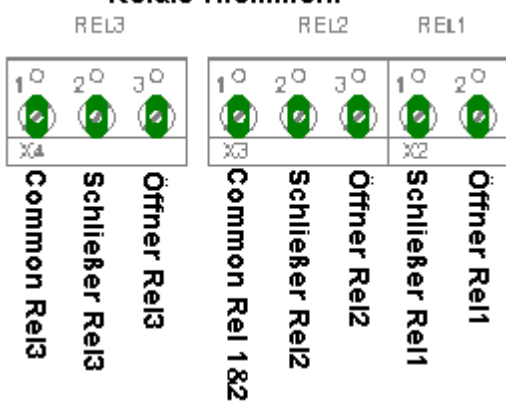 REL3 REL2 REL1
1 2 3 1 2 3 1 2
X4 X3 X2
Common Rel3
Schließer Rel3
Öffner Rel3
Common Rel 1&2
Schließer Rel2
Öffner Rel2
Schließer Rel1
Öffner Rel1